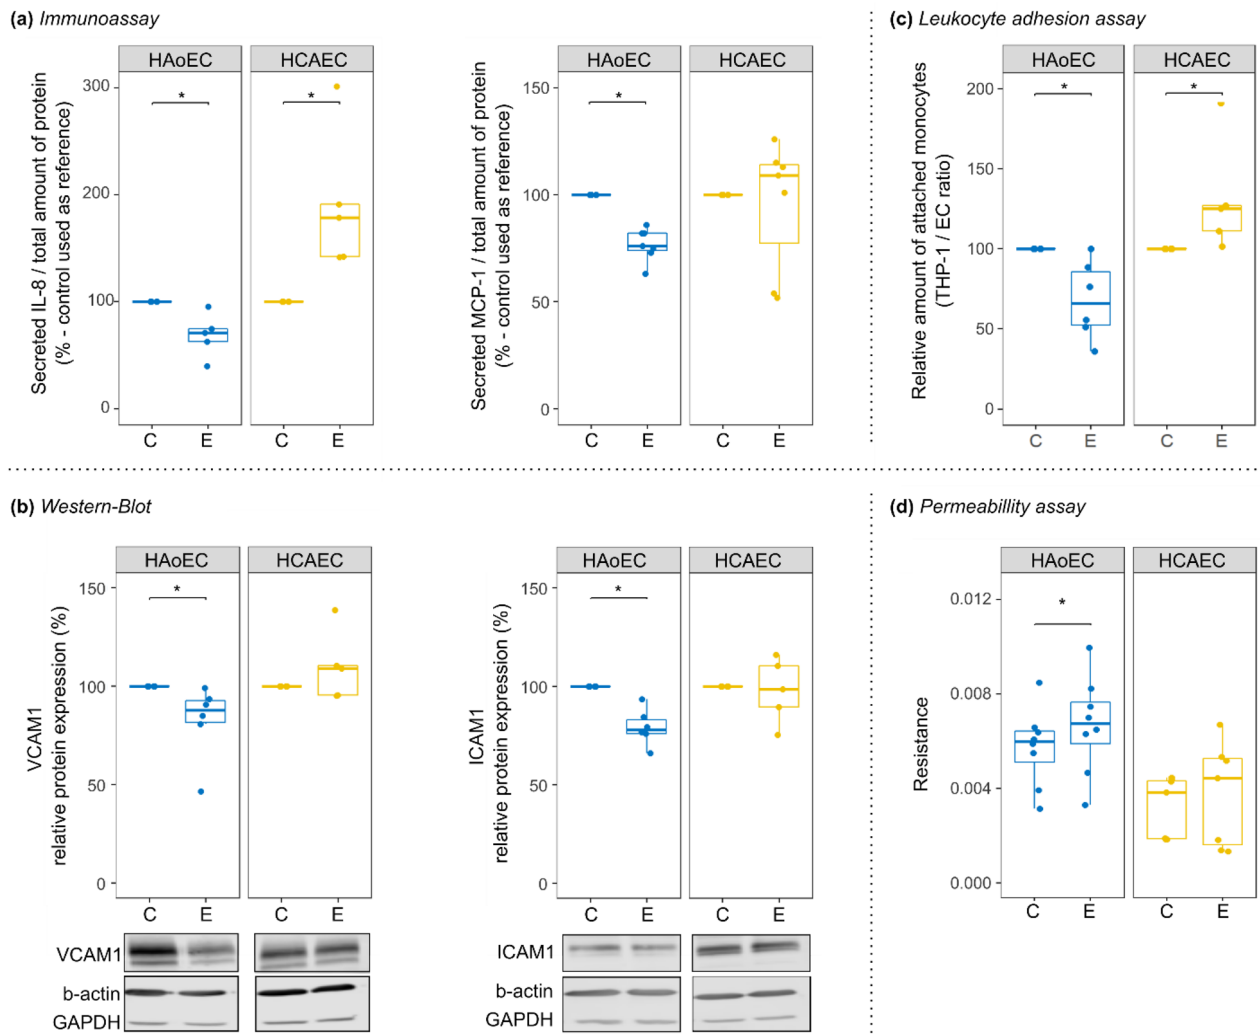 (a) Immunoassay
HAoEC HCAEC
Secreted IL-8 / total amount of protein
(% - control used as reference)
300
200
100
0
* *
C E C E
HAoEC HCAEC
Secreted MCP-1 / total amount of protein
(% - control used as reference)
150
100
50
0
*
C E C E
(c) Leukocyte adhesion assay
HAoEC HCAEC
Relative amount of attached monocytes
(THP-1 / EC ratio)
200
150
100
50
0
* *
C E C E
(b) Western-Blot
HAoEC HCAEC
VCAM1
relative protein expression (%)
150
100
50
0
*
C E C E
VCAM1
b-actin
GAPDH
HAoEC HCAEC
ICAM1
relative protein expression (%)
150
100
50
0
*
C E C E
ICAM1
b-actin
GAPDH
(d) Permeabillity assay
HAoEC HCAEC
Resistance
0.012
0.008
0.004
0.000
*
C E C E